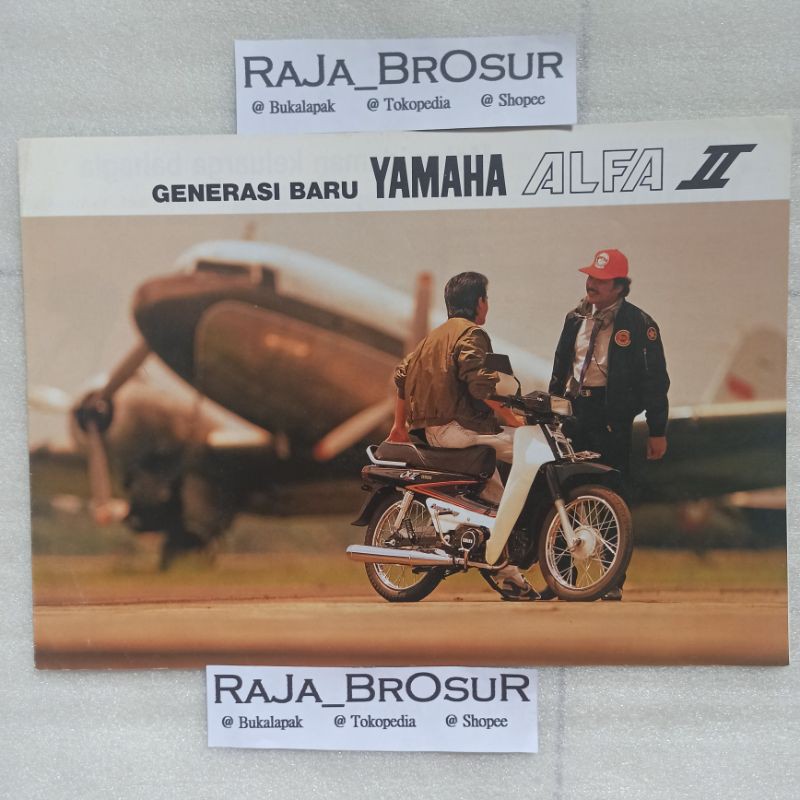 RAJA_BROSUR
@ Bukalapak @ Tokopedia @ Shopee
GENERASI BARU YAMAHA ALFA II
RAJA_BROSUR
@ Bukalapak @ Tokopedia @ Shopee